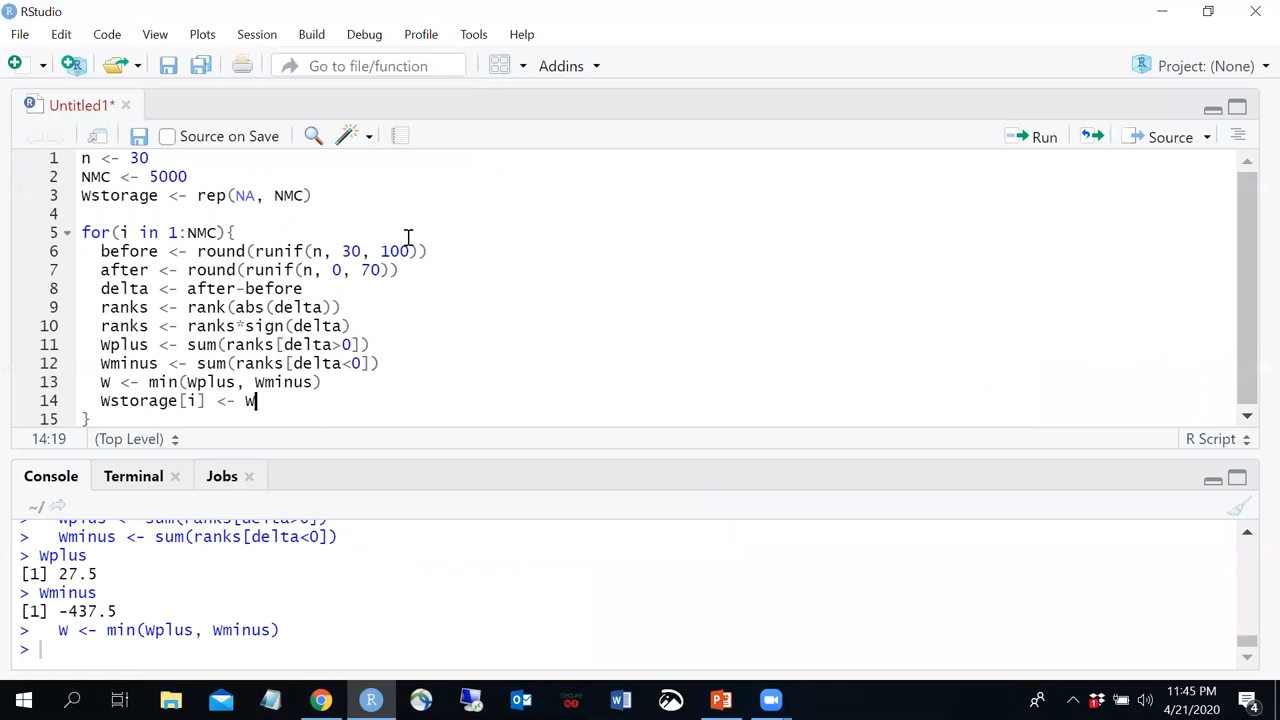 RStudio
File Edit Code View Plots Session Build Debug Profile Tools Help
Go to file/function Addins Project: (None)
Untitled1*
Source on Save Run Source
1 n <- 30
2 NMC <- 5000
3 Wstorage <- rep(NA, NMC)
4
5 for(i in 1:NMC){
6 before <- round(runif(n, 30, 100))
7 after <- round(runif(n, 0, 70))
8 delta <- after-before
9 ranks <- rank(abs(delta))
10 ranks <- ranks*sign(delta)
11 Wplus <- sum(ranks[delta>0])
12 Wminus <- sum(ranks[delta<0])
13 W <- min(Wplus, Wminus)
14 Wstorage[i] <- W
15 }
14:19 (Top Level) R Script
Console Terminal Jobs
~/
> Wplus <- sum(ranks[delta>0])
> Wminus <- sum(ranks[delta<0])
> Wplus
[1] 27.5
> Wminus
[1] -437.5
> W <- min(Wplus, Wminus)
>
11:45 PM
4/21/2020